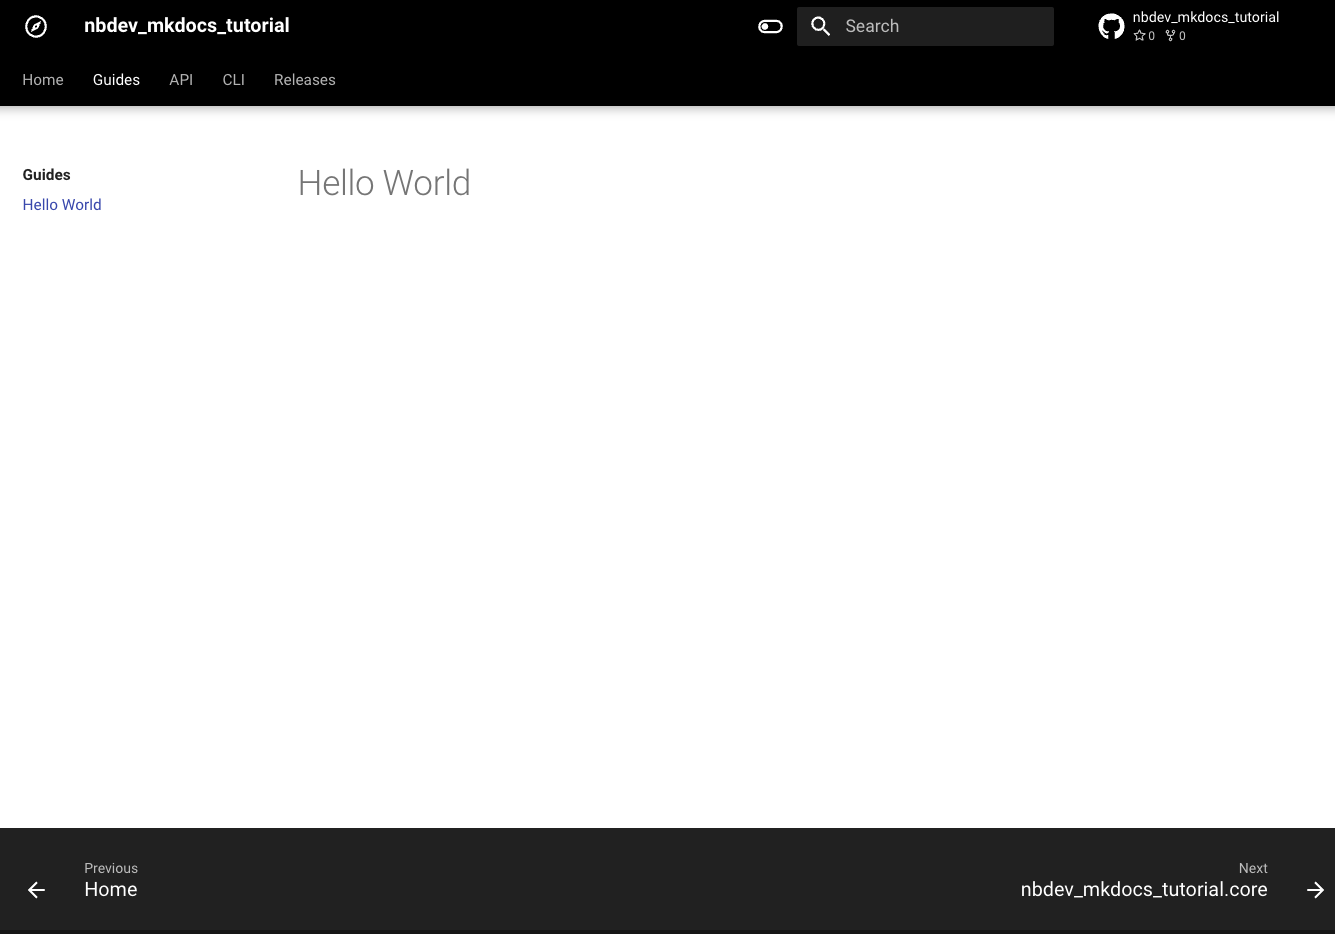 nbdev_mkdocs_tutorial
Search
nbdev_mkdocs_tutorial
0 0
Home Guides API CLI Releases
Guides
Hello World
Hello World
Previous
Home
Next
nbdev_mkdocs_tutorial.core